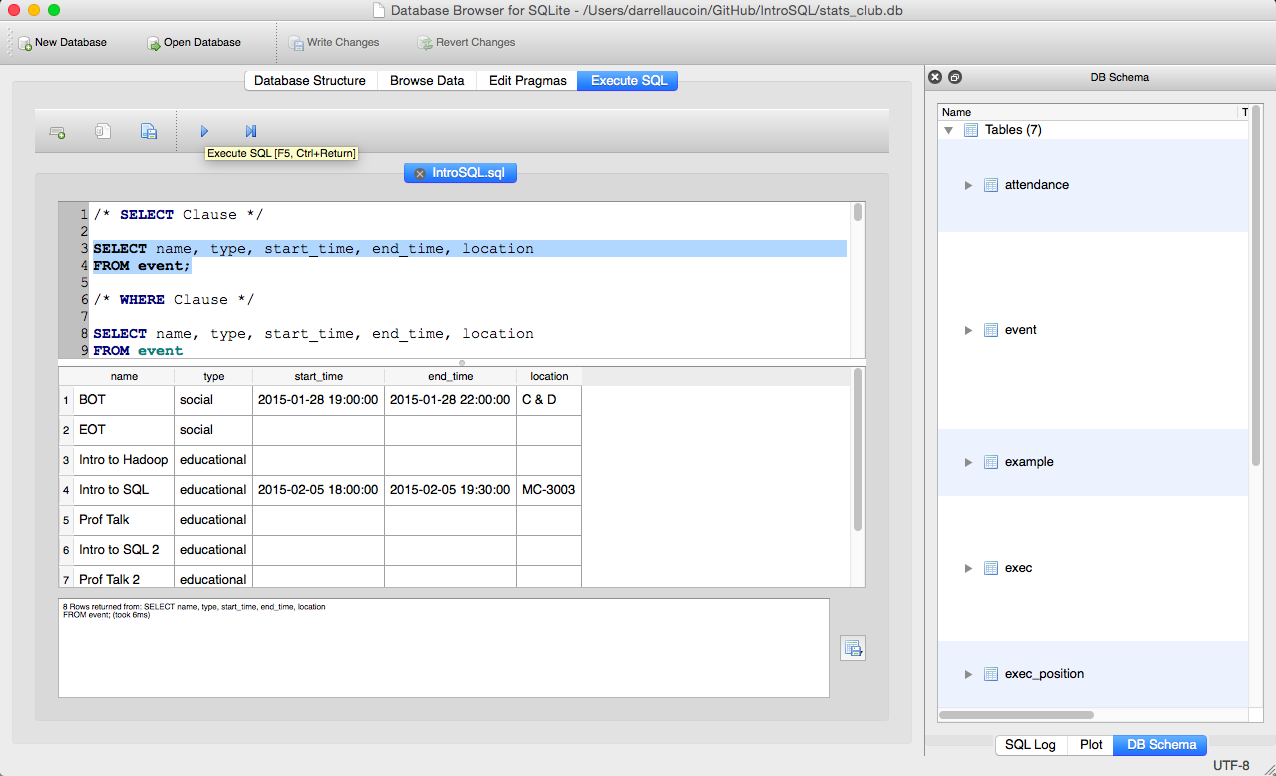 Database Browser for SQLite - /Users/darrellaucoin/GitHub/IntroSQL/stats_club.db
New Database Open Database Write Changes Revert Changes
Database Structure Browse Data Edit Pragmas Execute SQL
Execute SQL [F5, Ctrl+Return]
IntroSQL.sql
1 /* SELECT Clause */
2
3 SELECT name, type, start_time, end_time, location
4 FROM event;
5
6 /* WHERE Clause */
7
8 SELECT name, type, start_time, end_time, location
9 FROM event
name type start_time end_time location
1 BOT social 2015-01-28 19:00:00 2015-01-28 22:00:00 C & D
2 EOT social
3 Intro to Hadoop educational
4 Intro to SQL educational 2015-02-05 18:00:00 2015-02-05 19:30:00 MC-3003
5 Prof Talk educational
6 Intro to SQL 2 educational
7 Prof Talk 2 educational
8 Rows returned from: SELECT name, type, start_time, end_time, location
FROM event; (took 6ms)
DB Schema
Name T
Tables (7)
attendance
event
example
exec
exec_position
SQL Log Plot DB Schema
UTF-8